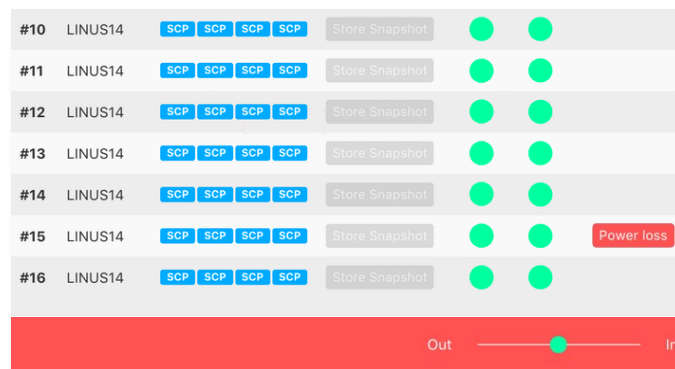 #10 LINUS14 SCP SCP SCP SCP Store Snapshot
#11 LINUS14 SCP SCP SCP SCP Store Snapshot
#12 LINUS14 SCP SCP SCP SCP Store Snapshot
#13 LINUS14 SCP SCP SCP SCP Store Snapshot
#14 LINUS14 SCP SCP SCP SCP Store Snapshot
#15 LINUS14 SCP SCP SCP SCP Store Snapshot Power loss
#16 LINUS14 SCP SCP SCP SCP Store Snapshot
Out